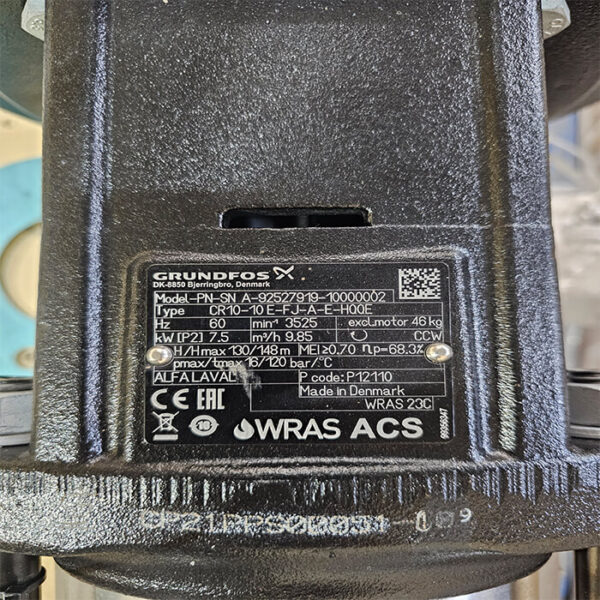 GRUNDFOS
DK-8850 Bjerringbro, Denmark
Model-PN-SN A-92527919-10000002
Type CR10-10 E-FJ-A-E-HQQE
Hz 60 min⁻¹ 3525 excl.motor 46 kg
kW [P2] 7.5 m³/h 9.85 CCW
H/Hmax 130/148 m MEI≥0.70 ηp=68.3%
pmax/tmax 16/120 bar/°C
ALFA LAVAL P code: P12110
Made in Denmark
WRAS 23C
CE EAC
10 WRAS ACS